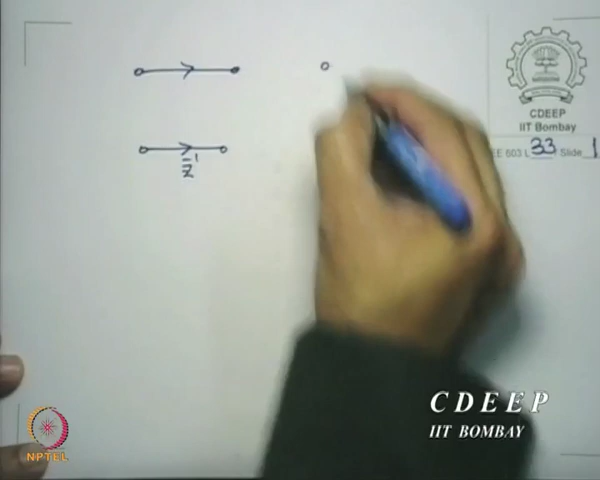 CDEEP
IIT Bombay
EE 603 L 33 Slide 1
z̄⁻¹
CDEEP
IIT BOMBAY
NPTEL